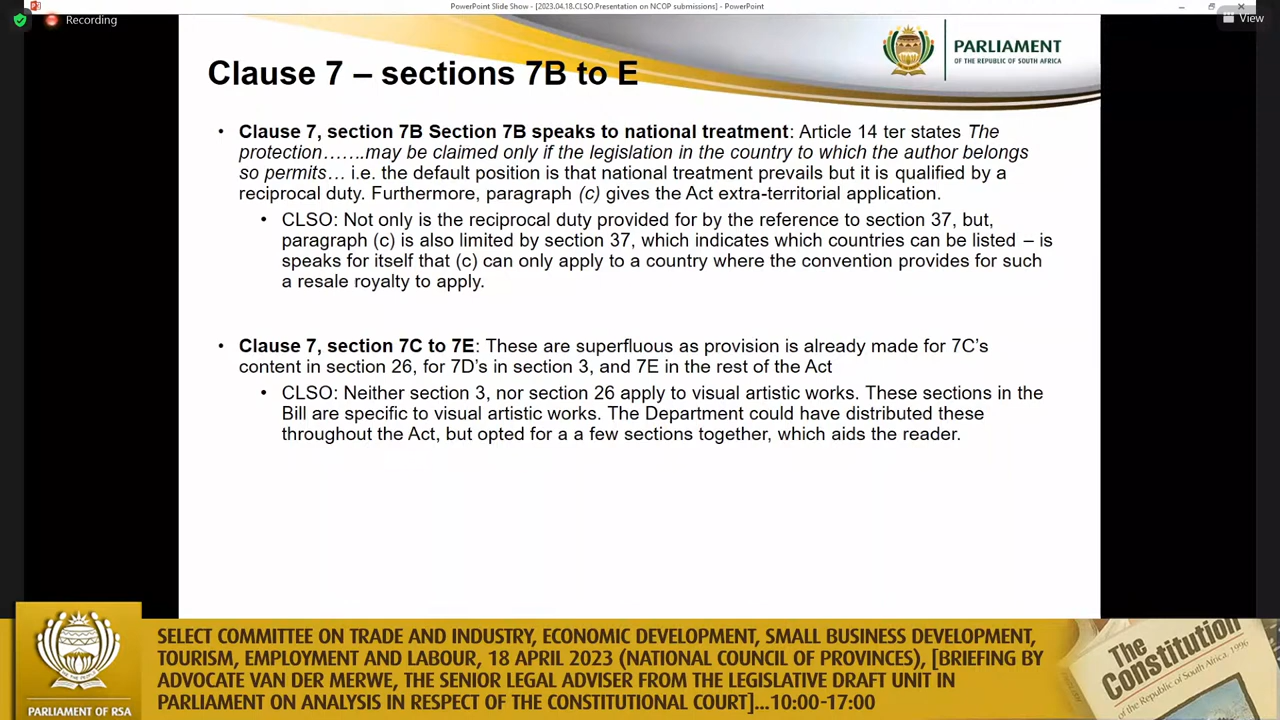 PowerPoint Slide Show - [2023.04.18.CLSO.Presentation on NCOP submissions] - PowerPoint
Recording
View
PARLIAMENT
OF THE REPUBLIC OF SOUTH AFRICA
Clause 7 – sections 7B to E
• Clause 7, section 7B Section 7B speaks to national treatment: Article 14 ter states The
protection…….may be claimed only if the legislation in the country to which the author belongs
so permits… i.e. the default position is that national treatment prevails but it is qualified by a
reciprocal duty. Furthermore, paragraph (c) gives the Act extra-territorial application.
• CLSO: Not only is the reciprocal duty provided for by the reference to section 37, but,
paragraph (c) is also limited by section 37, which indicates which countries can be listed – is
speaks for itself that (c) can only apply to a country where the convention provides for such
a resale royalty to apply.
• Clause 7, section 7C to 7E: These are superfluous as provision is already made for 7C's
content in section 26, for 7D's in section 3, and 7E in the rest of the Act
• CLSO: Neither section 3, nor section 26 apply to visual artistic works. These sections in the
Bill are specific to visual artistic works. The Department could have distributed these
throughout the Act, but opted for a a few sections together, which aids the reader.
SELECT COMMITTEE ON TRADE AND INDUSTRY, ECONOMIC DEVELOPMENT, SMALL BUSINESS DEVELOPMENT,
TOURISM, EMPLOYMENT AND LABOUR, 18 APRIL 2023 (NATIONAL COUNCIL OF PROVINCES), [BRIEFING BY
ADVOCATE VAN DER MERWE, THE SENIOR LEGAL ADVISER FROM THE LEGISLATIVE DRAFT UNIT IN
PARLIAMENT ON ANALYSIS IN RESPECT OF THE CONSTITUTIONAL COURT]...10:00-17:00
PARLIAMENT OF RSA
The
Constitution
of the Republic of South Africa, 1996